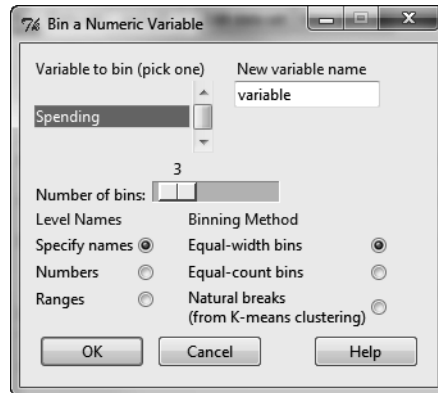 Bin a Numeric Variable
Variable to bin (pick one) New variable name
variable
Spending
3
Number of bins:
Level Names Binning Method
Specify names Equal-width bins
Numbers Equal-count bins
Ranges Natural breaks
(from K-means clustering)
OK Cancel Help